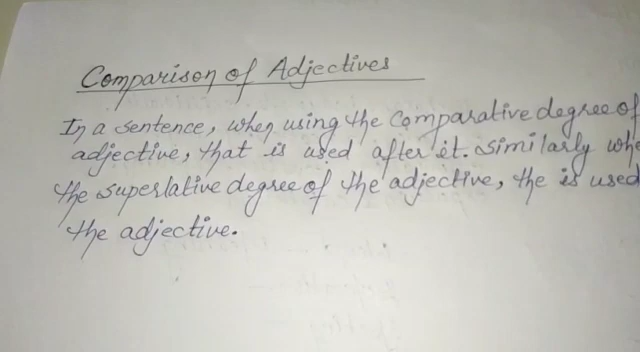 Comparison of Adjectives
In a sentence, when using the Comparative degree of
adjective, that is used after it. Similarly whe
the superlative degree of the adjective, the is used
the adjective.